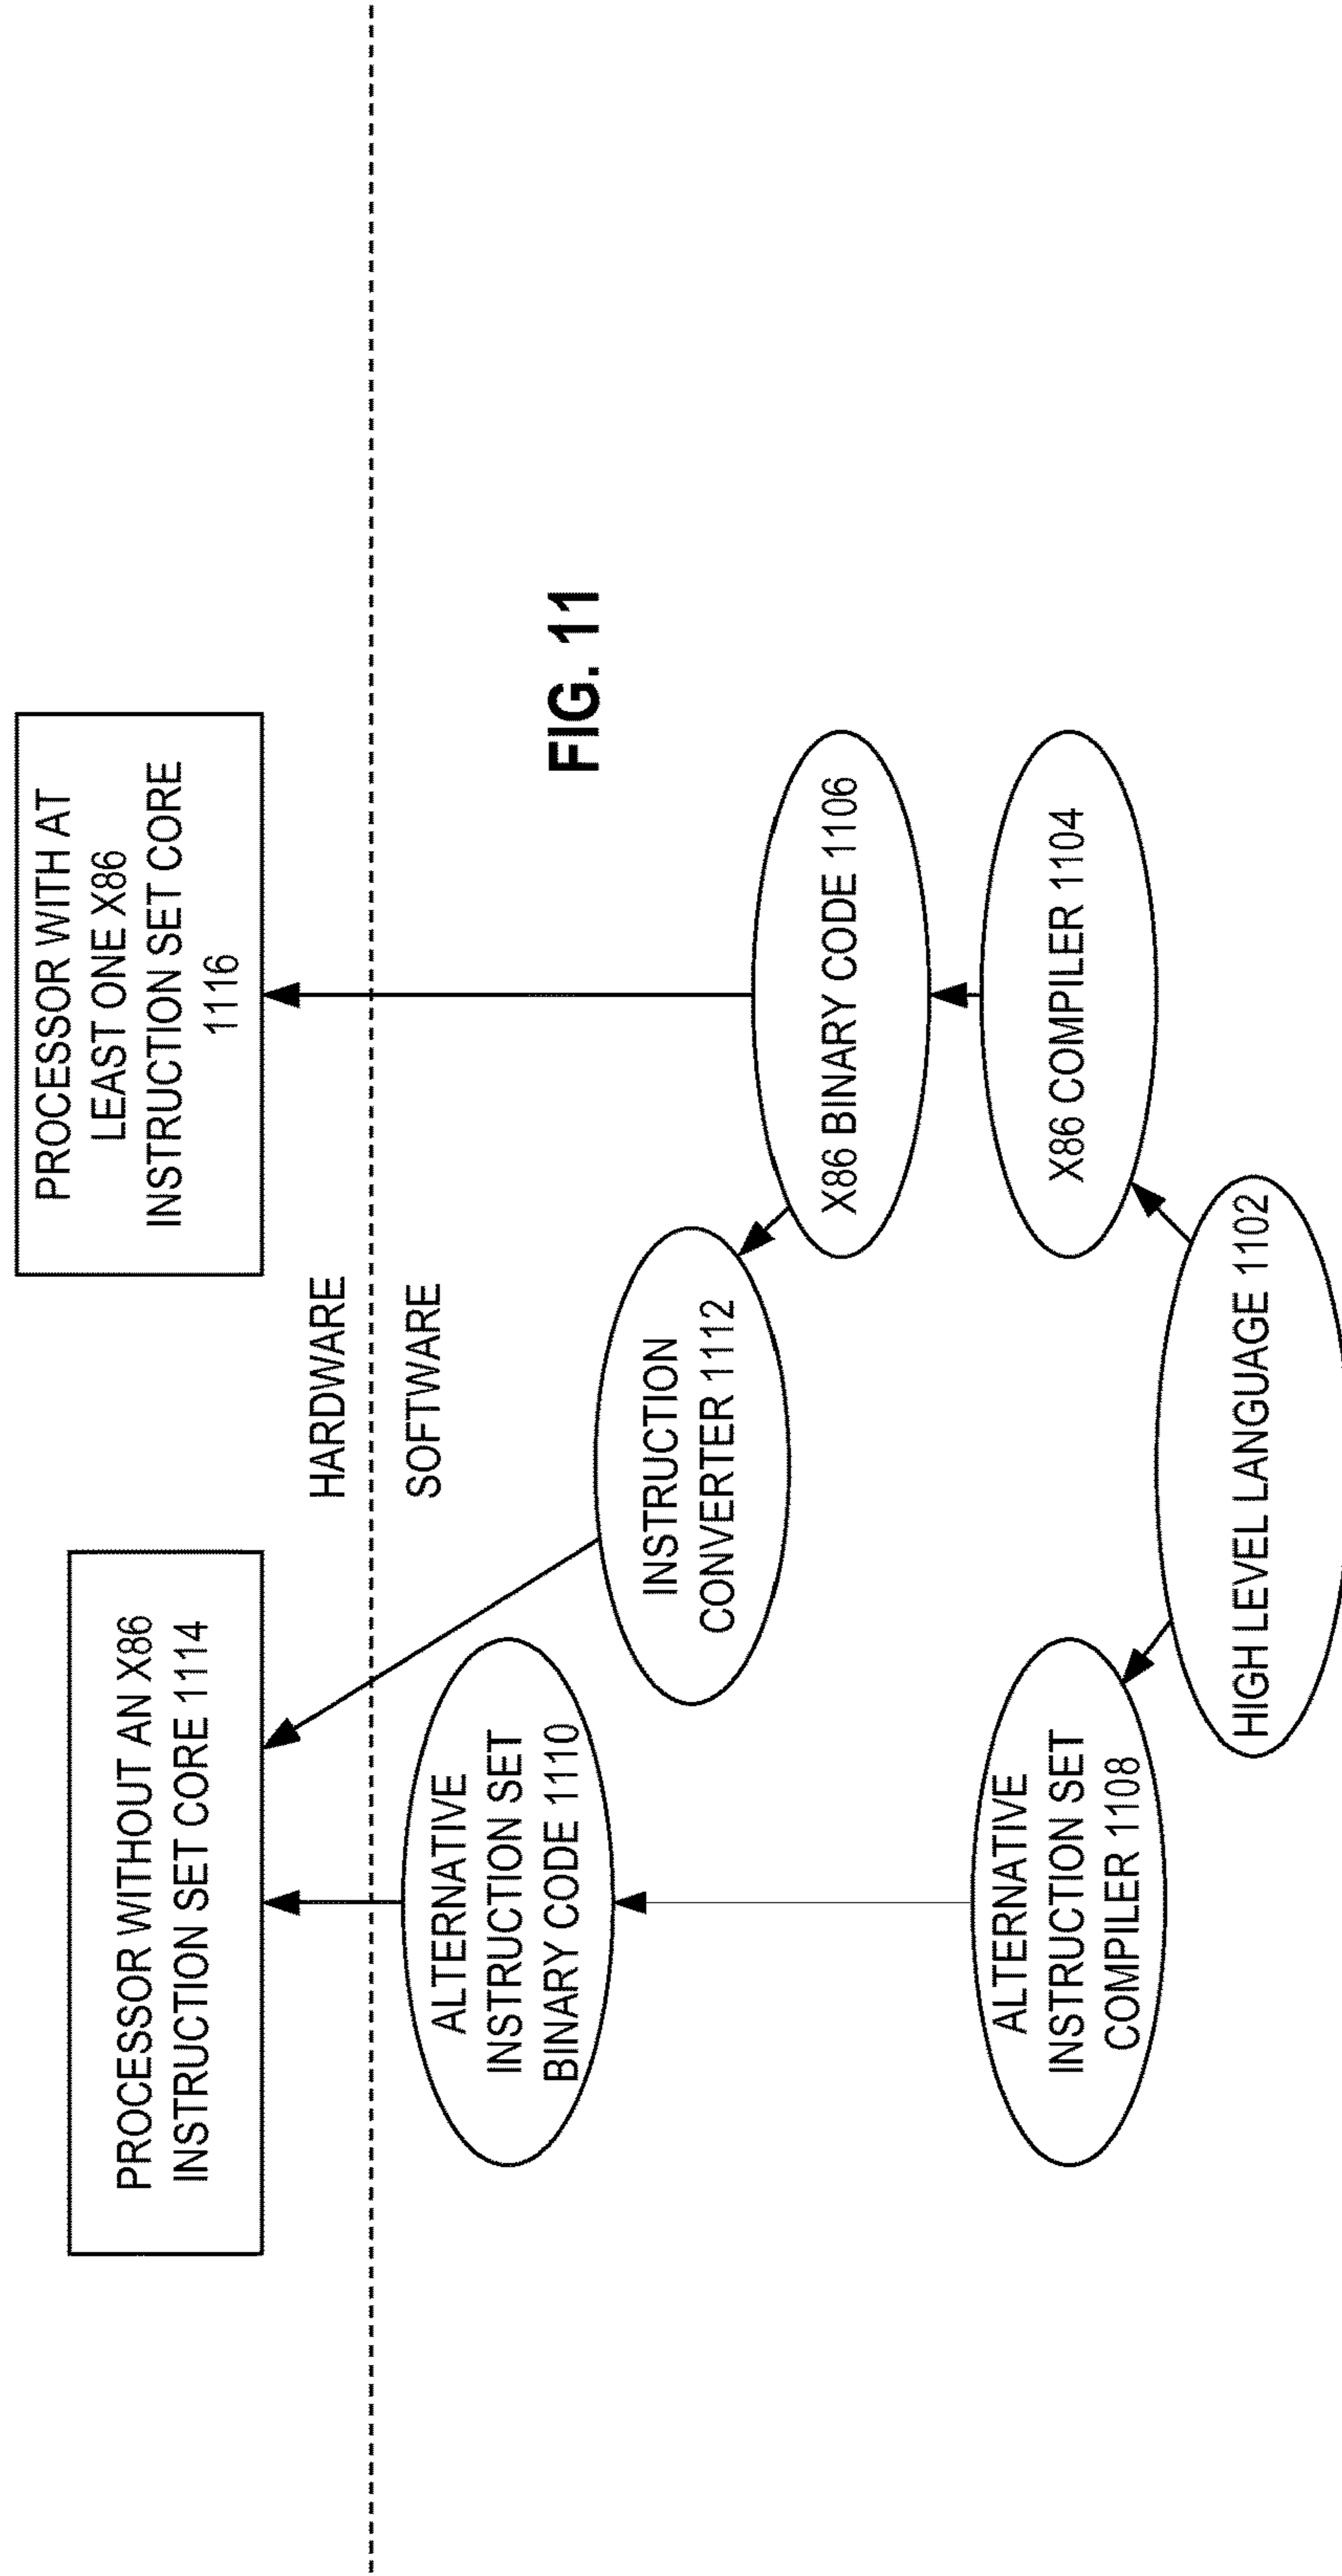 PROCESSOR WITHOUT AN X86
INSTRUCTION SET CORE 1114
PROCESSOR WITH AT
LEAST ONE X86
INSTRUCTION SET CORE
1116
HARDWARE
SOFTWARE
ALTERNATIVE
INSTRUCTION SET
BINARY CODE 1110
INSTRUCTION
CONVERTER 1112
FIG. 11
X86 BINARY CODE 1106
ALTERNATIVE
INSTRUCTION SET
COMPILER 1108
X86 COMPILER 1104
HIGH LEVEL LANGUAGE 1102